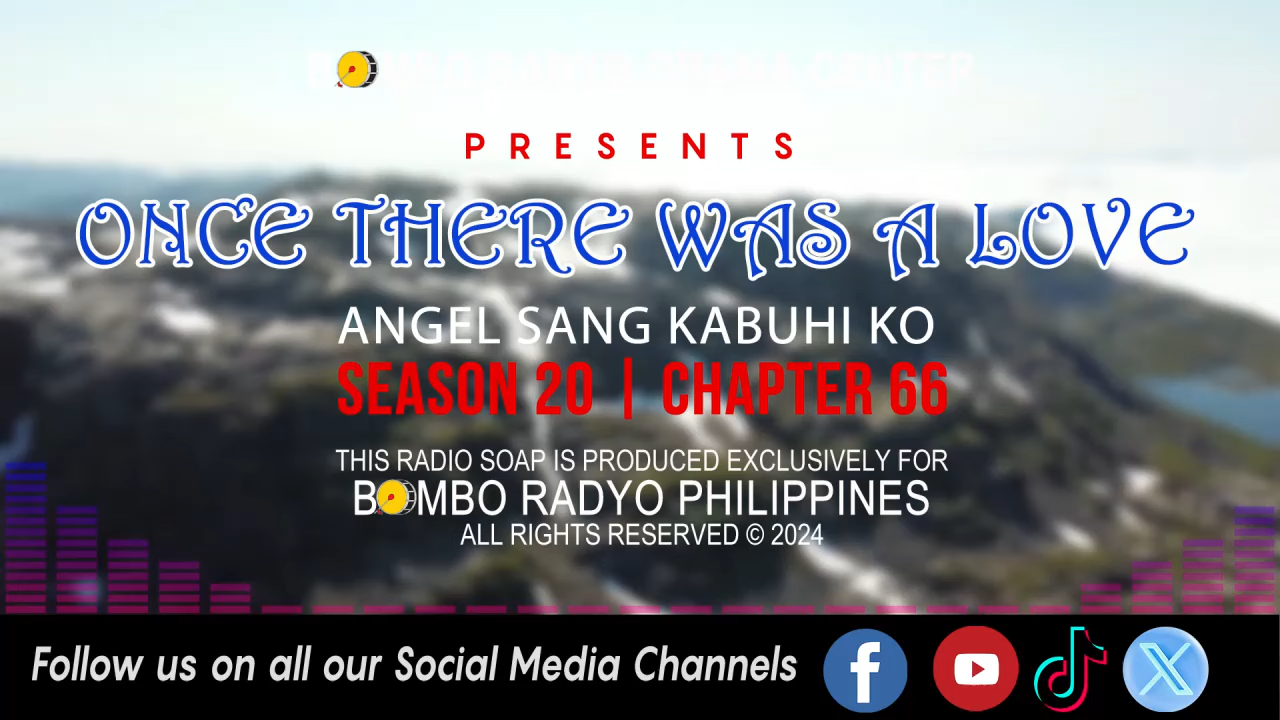 CENTER
PRESENTS
ONCE THERE WAS A LOVE
ANGEL SANG KABUHI KO
SEASON 20 | CHAPTER 66
THIS RADIO SOAP IS PRODUCED EXCLUSIVELY FOR
BOMBO RADYO PHILIPPINES
ALL RIGHTS RESERVED © 2024
Follow us on all our Social Media Channels